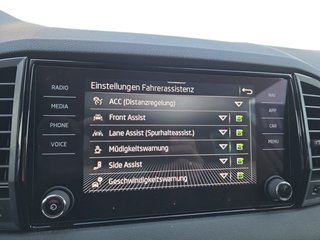 Einstellungen Fahrerassistenz
RADIO
MEDIA
PHONE
VOICE
ACC (Distanzregelung)
Front Assist
Lane Assist (Spurhalteassist.)
Müdigkeitswarnung
Side Assist
Geschwindigkeitswarnung
NAV
APP
CAR
MENU